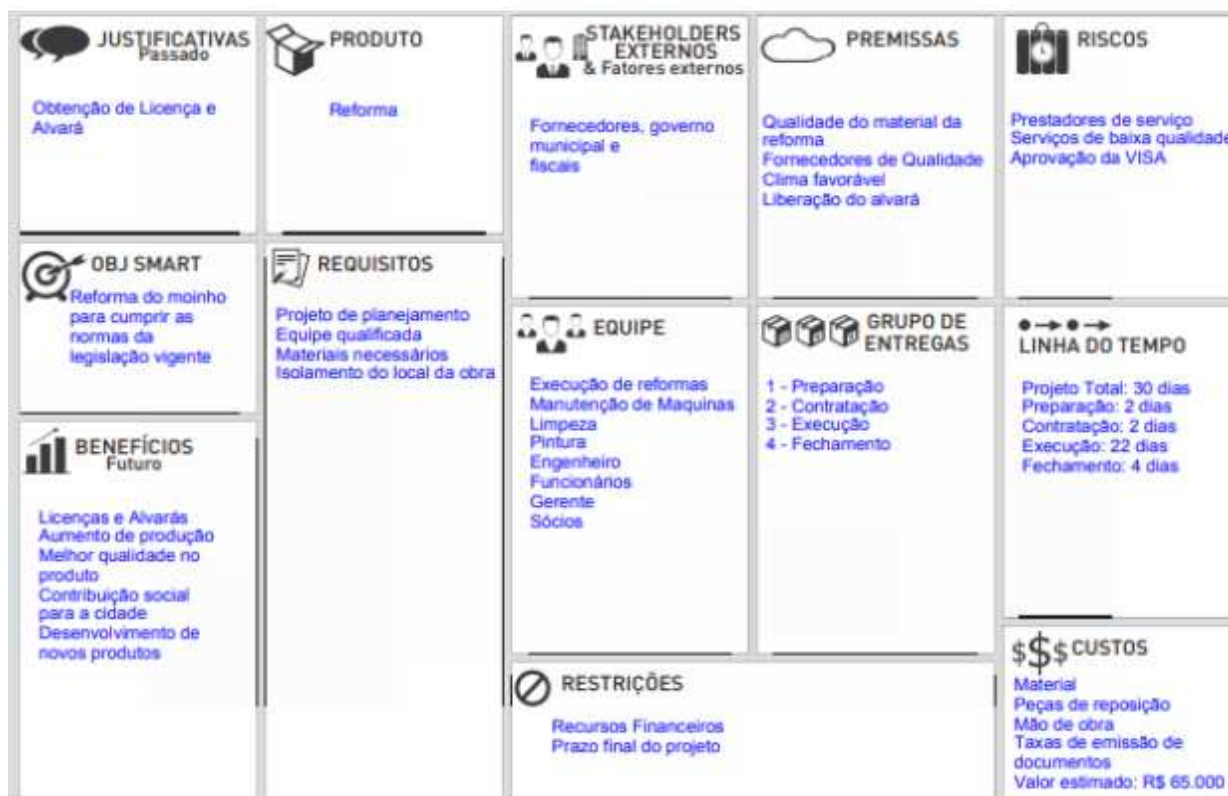 JUSTIFICATIVAS
Passado
Obtenção de Licença e
Alvará
PRODUTO
Reforma
STAKEHOLDERS
EXTERNOS
& Fatores externos
Fornecedores, governo
municipal e
fiscais
PREMISSAS
Qualidade do material da
reforma
Fornecedores de Qualidade
Clima favorável
Liberação do alvará
RISCOS
Prestadores de serviço
Serviços de baixa qualidade
Aprovação da VISA
OBJ SMART
Reforma do moinho
para cumprir as
normas da
legislação vigente
REQUISITOS
Projeto de planejamento
Equipe qualificada
Materiais necessários
Isolamento do local da obra
EQUIPE
Execução de reformas
Manutenção de Maquinas
Limpeza
Pintura
Engenheiro
Funcionários
Gerente
Sócios
GRUPO DE
ENTREGAS
1 - Preparação
2 - Contratação
3 - Execução
4 - Fechamento
LINHA DO TEMPO
Projeto Total: 30 dias
Preparação: 2 dias
Contratação: 2 dias
Execução: 22 dias
Fechamento: 4 dias
BENEFÍCIOS
Futuro
Licenças e Alvarás
Aumento de produção
Melhor qualidade no
produto
Contribuição social
para a cidade
Desenvolvimento de
novos produtos
RESTRIÇÕES
Recursos Financeiros
Prazo final do projeto
$$$ CUSTOS
Material
Peças de reposição
Mão de obra
Taxas de emissão de
documentos
Valor estimado: R$ 65.000